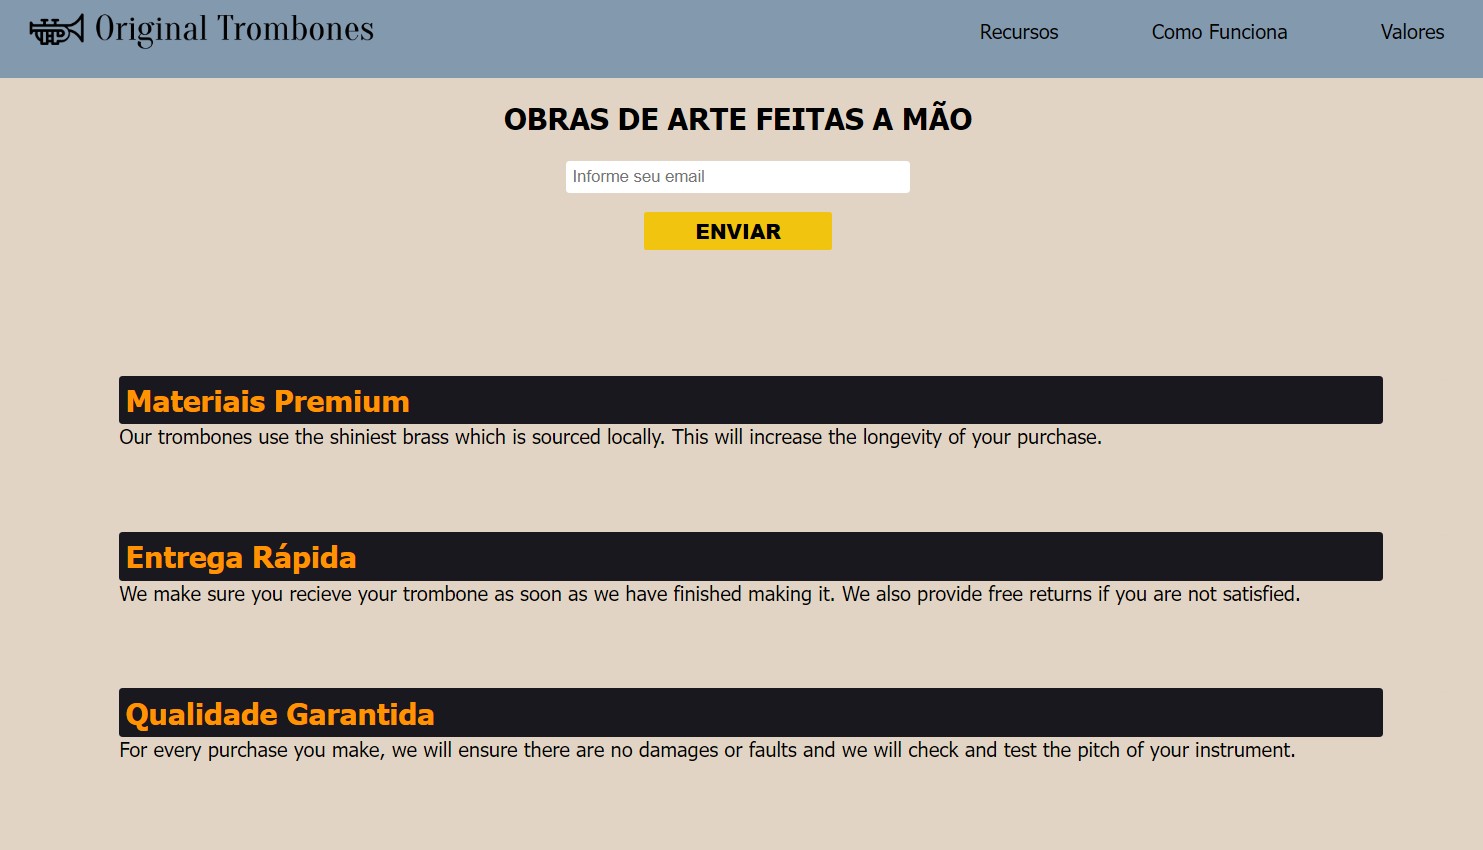 Original Trombones
Recursos
Como Funciona
Valores
OBRAS DE ARTE FEITAS A MÃO
Informe seu email
ENVIAR
Materiais Premium
Our trombones use the shiniest brass which is sourced locally. This will increase the longevity of your purchase.
Entrega Rápida
We make sure you recieve your trombone as soon as we have finished making it. We also provide free returns if you are not satisfied.
Qualidade Garantida
For every purchase you make, we will ensure there are no damages or faults and we will check and test the pitch of your instrument.